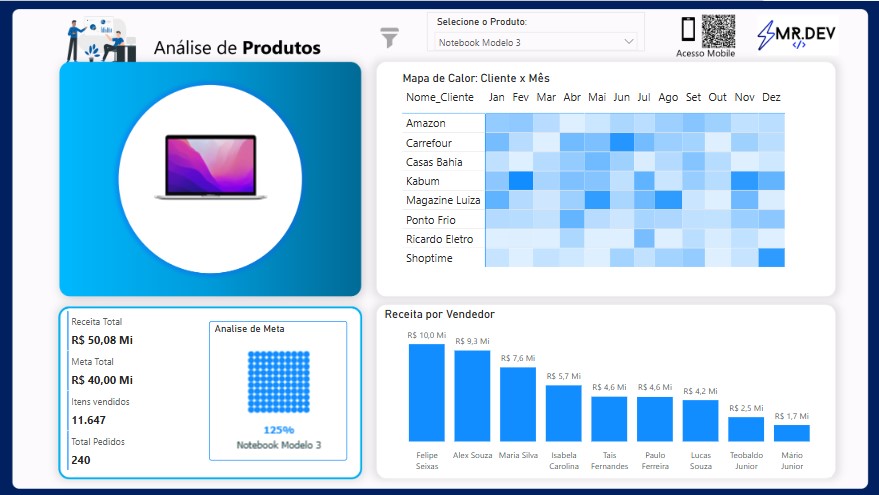 Análise de Produtos
Selecione o Produto:
Notebook Modelo 3
Acesso Mobile
MR.DEV
</>
Mapa de Calor: Cliente x Mês
Nome_Cliente Jan Fev Mar Abr Mai Jun Jul Ago Set Out Nov Dez
Amazon
Carrefour
Casas Bahia
Kabum
Magazine Luiza
Ponto Frio
Ricardo Eletro
Shoptime
Receita Total
R$ 50,08 Mi
Meta Total
R$ 40,00 Mi
Itens vendidos
11.647
Total Pedidos
240
Analise de Meta
125%
Notebook Modelo 3
Receita por Vendedor
R$ 10,0 Mi
R$ 9,3 Mi
R$ 7,6 Mi
R$ 5,7 Mi
R$ 4,6 Mi
R$ 4,6 Mi
R$ 4,2 Mi
R$ 2,5 Mi
R$ 1,7 Mi
Felipe Seixas
Alex Souza
Maria Silva
Isabela Carolina
Taís Fernandes
Paulo Ferreira
Lucas Souza
Teobaldo Junior
Mário Junior